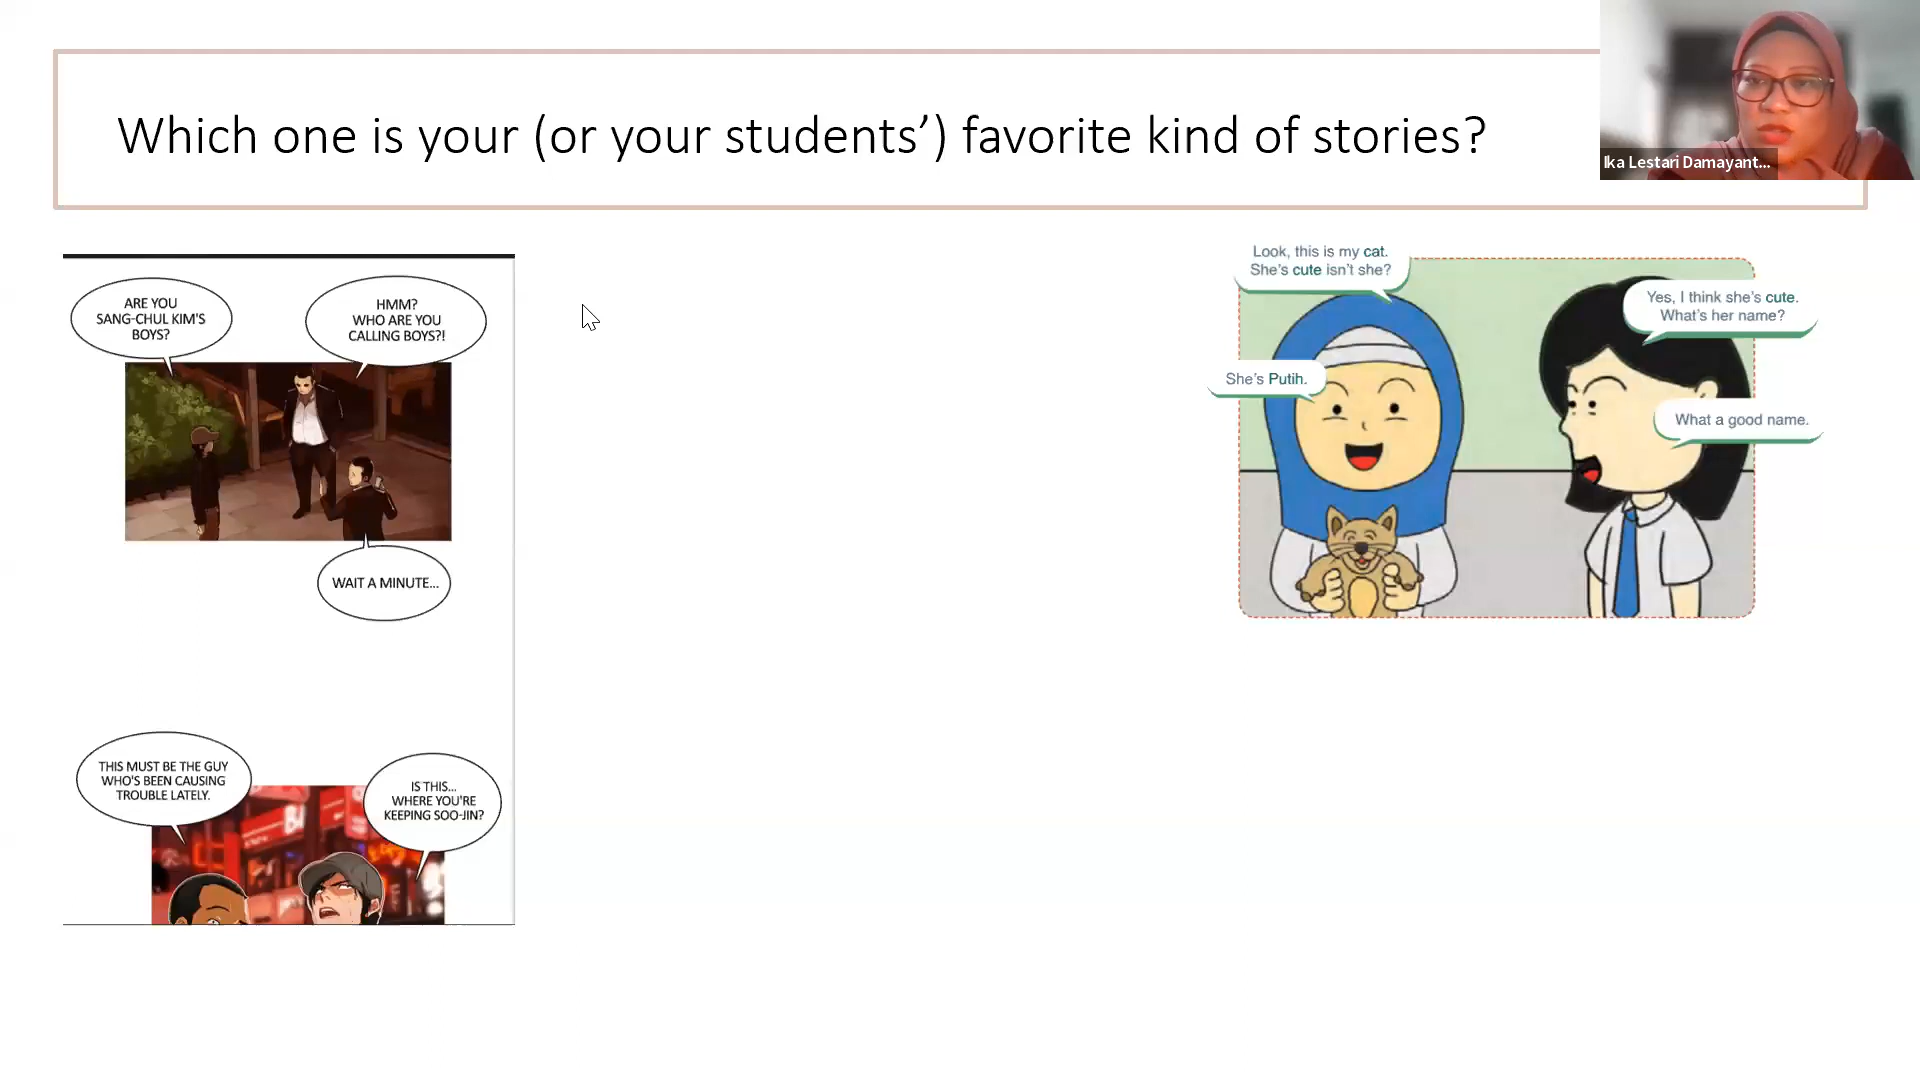 Which one is your (or your students’) favorite kind of stories?
Ika Lestari Damayant...
ARE YOU
SANG-CHUL KIM'S
BOYS?
HMM?
WHO ARE YOU
CALLING BOYS?!
WAIT A MINUTE...
THIS MUST BE THE GUY
WHO'S BEEN CAUSING
TROUBLE LATELY.
IS THIS...
WHERE YOU'RE
KEEPING SOO-JIN?
Look, this is my cat.
She's cute isn't she?
Yes, I think she's cute.
What's her name?
She's Putih.
What a good name.